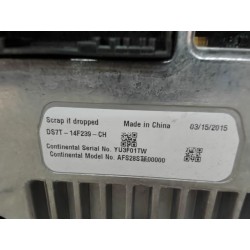 Scrap if dropped
Made in China
03/15/2015
DS7T - 14F239 - CH
Continental Serial No. YU3F01TW
Continental Model No. AFS28S3600000